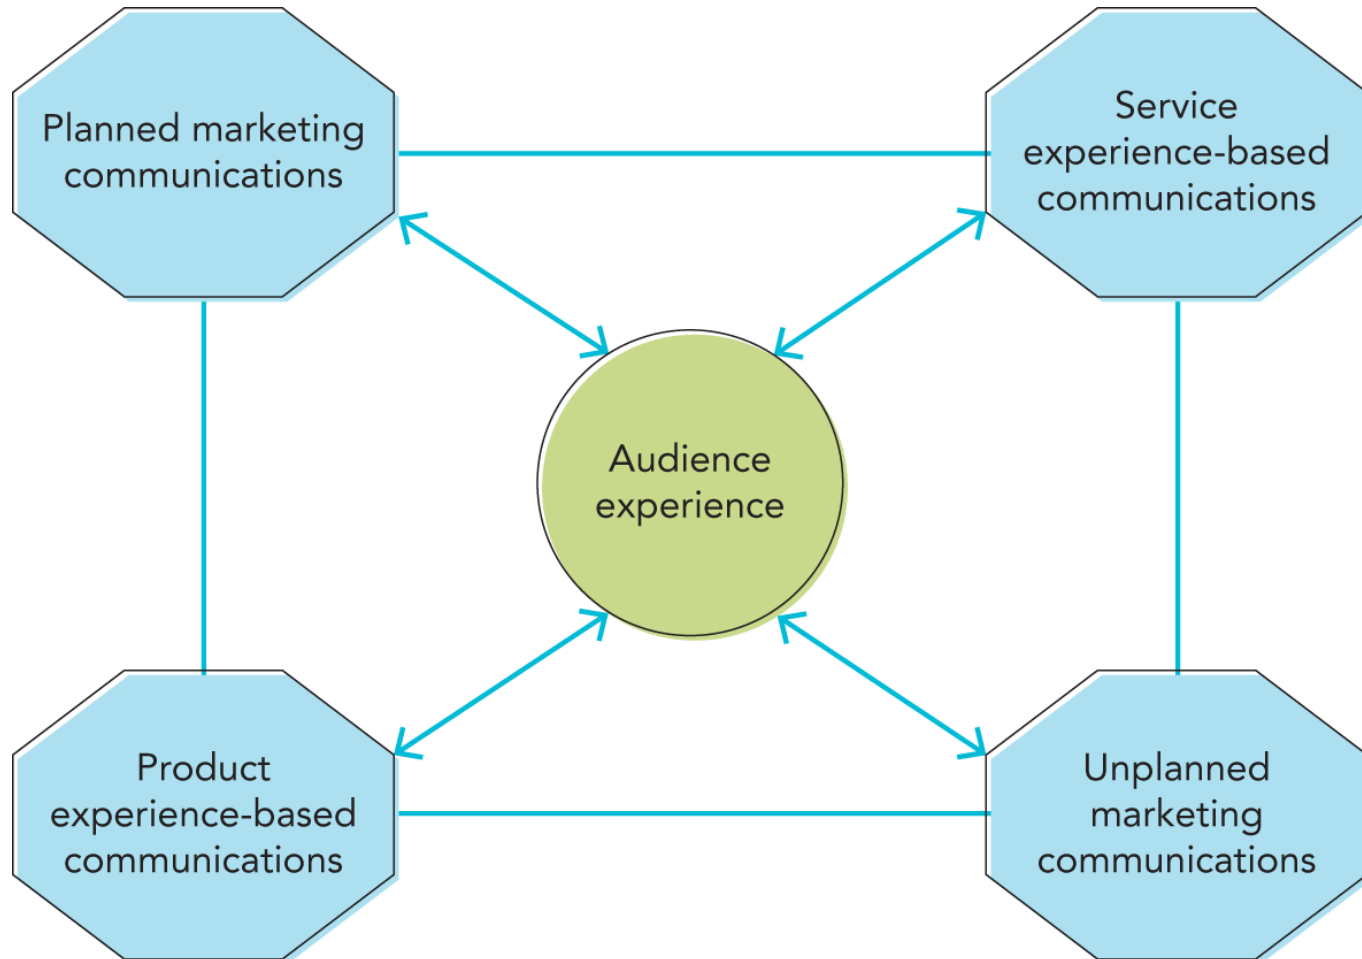 Planned marketing
communications
Service
experience-based
communications
Audience
experience
Product
experience-based
communications
Unplanned
marketing
communications